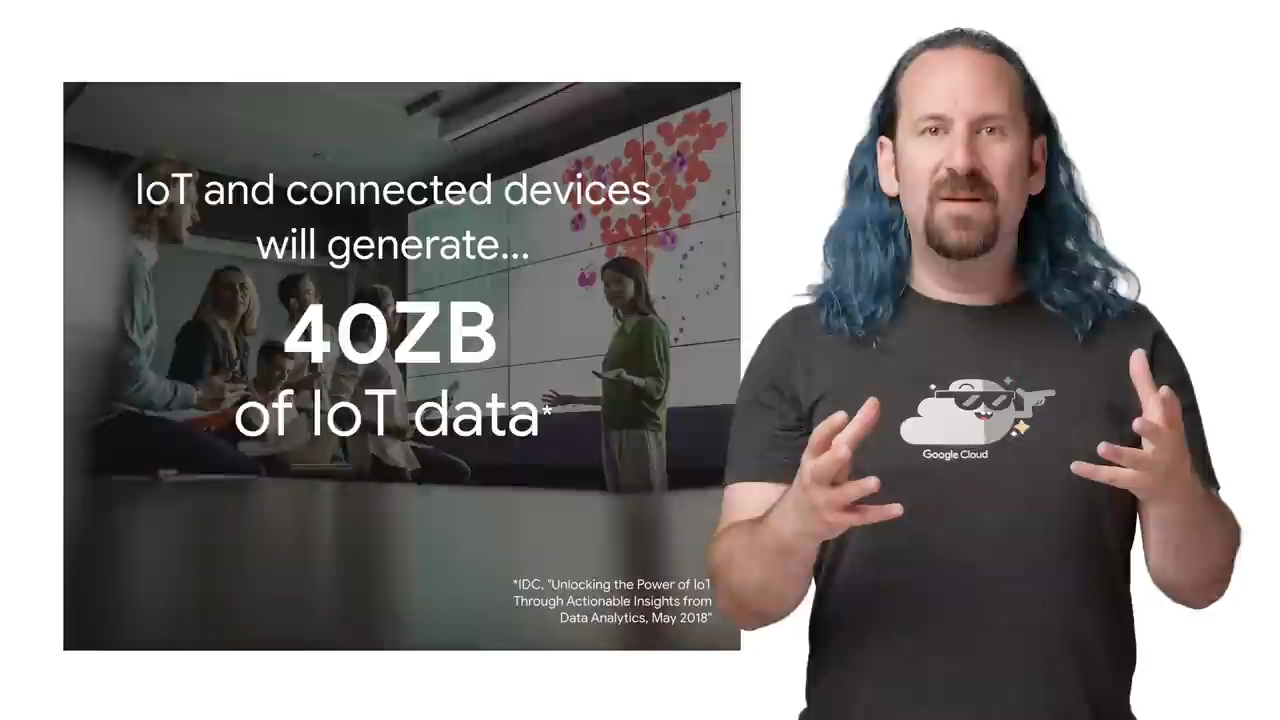 IoT and connected devices
will generate...
40ZB
of IoT data*
*IDC, "Unlocking the Power of IoT
Through Actionable Insights from
Data Analytics, May 2018"
Google Cloud